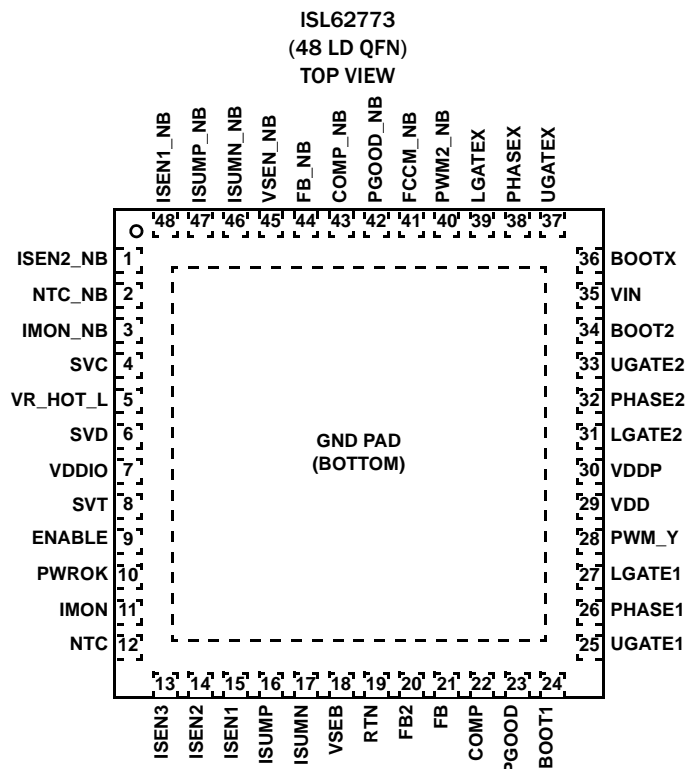 ISL62773
(48 LD QFN)
TOP VIEW
ISEN1_NB
ISUMP_NB
ISUMN_NB
VSEN_NB
FB_NB
COMP_NB
PGOOD_NB
FCCM_NB
PWM2_NB
LGATEX
PHASEX
UGATEX
48 47 46 45 44 43 42 41 40 39 38 37
ISEN2_NB 1
NTC_NB 2
IMON_NB 3
SVC 4
VR_HOT_L 5
SVD 6
VDDIO 7
SVT 8
ENABLE 9
PWROK 10
IMON 11
NTC 12
GND PAD
(BOTTOM)
36 BOOTX
35 VIN
34 BOOT2
33 UGATE2
32 PHASE2
31 LGATE2
30 VDDP
29 VDD
28 PWM_Y
27 LGATE1
26 PHASE1
25 UGATE1
13 14 15 16 17 18 19 20 21 22 23 24
ISEN3
ISEN2
ISEN1
ISUMP
ISUMN
VSEB
RTN
FB2
FB
COMP
PGOOD
BOOT1